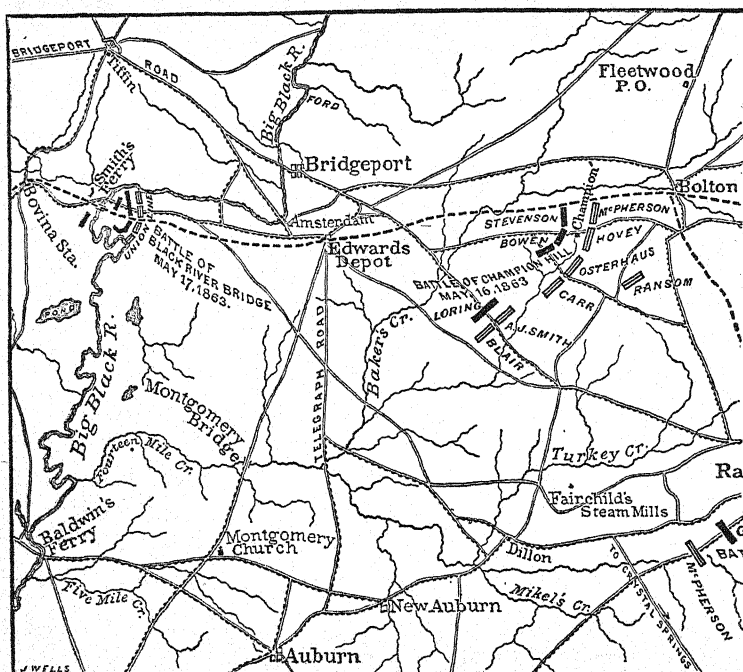 BRIDGEPORT
ROAD
Tiffin
Big Black R.
FORD
Fleetwood
P.O.
Smith's
Ferry
Bridgeport
Bolton
Bovina Sta.
UNION LINE
Amsterdam
STEVENSON
Champion
McPHERSON
BOWEN
HOVEY
BATTLE OF
BLACK RIVER BRIDGE
MAY, 17, 1863.
Edwards
Depot
BATTLE OF CHAMPION HILL
MAY, 16, 1863
OSTERHAUS
CARR
RANSOM
LORING
A.J. SMITH
BLAIR
POND
Big Black R.
TELEGRAPH ROAD
Baker's Cr.
Montgomery
Bridge
Fourteen Mile Cr.
Turkey Cr.
Ra
Fairchild's
Steam Mills
Baldwin's
Ferry
Montgomery
Church
Dillon
TO CRYSTAL SPRINGS
McPHERSON
BAT
Five Mile Cr.
New Auburn
Mikel's Cr.
Auburn
J. WELLS